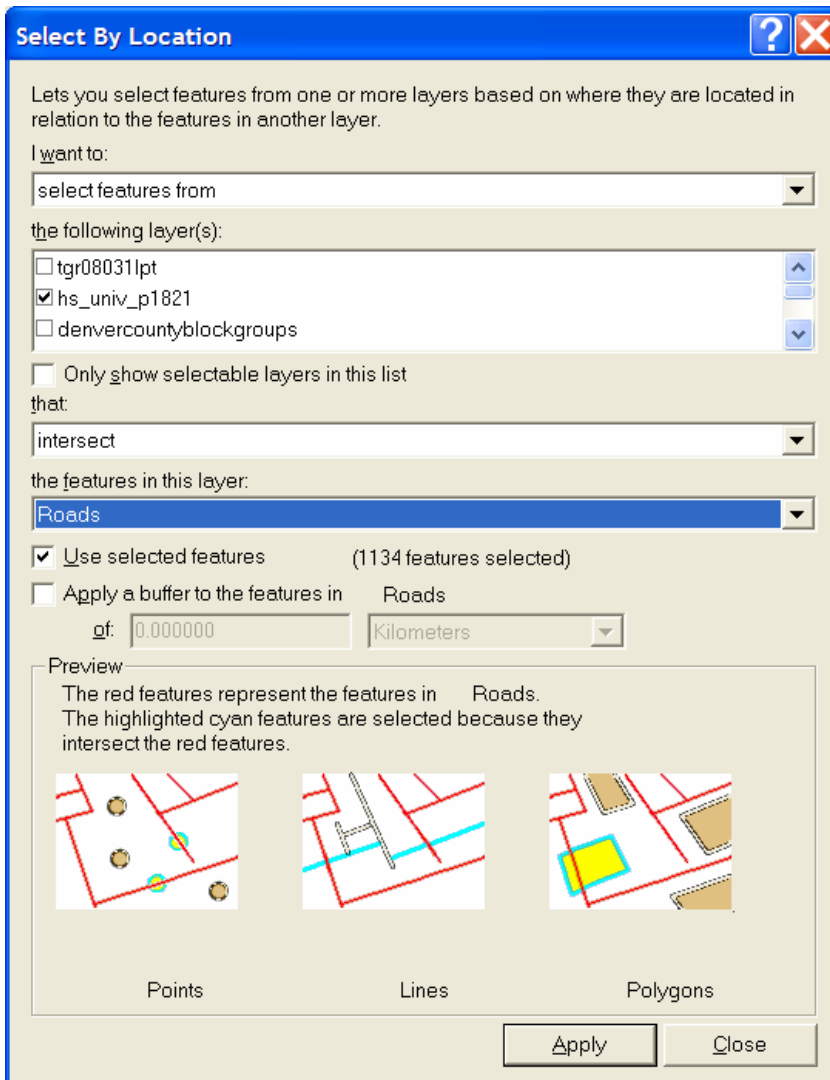 Select By Location
Lets you select features from one or more layers based on where they are located in
relation to the features in another layer.
I want to:
select features from
the following layer(s):
tgr08031lpt
hs_univ_p1821
denvercountyblockgroups
Only show selectable layers in this list
that:
intersect
the features in this layer:
Roads
Use selected features (1134 features selected)
Apply a buffer to the features in Roads
of: 0.000000 Kilometers
Preview
The red features represent the features in Roads.
The highlighted cyan features are selected because they
intersect the red features.
Points Lines Polygons
Apply Close